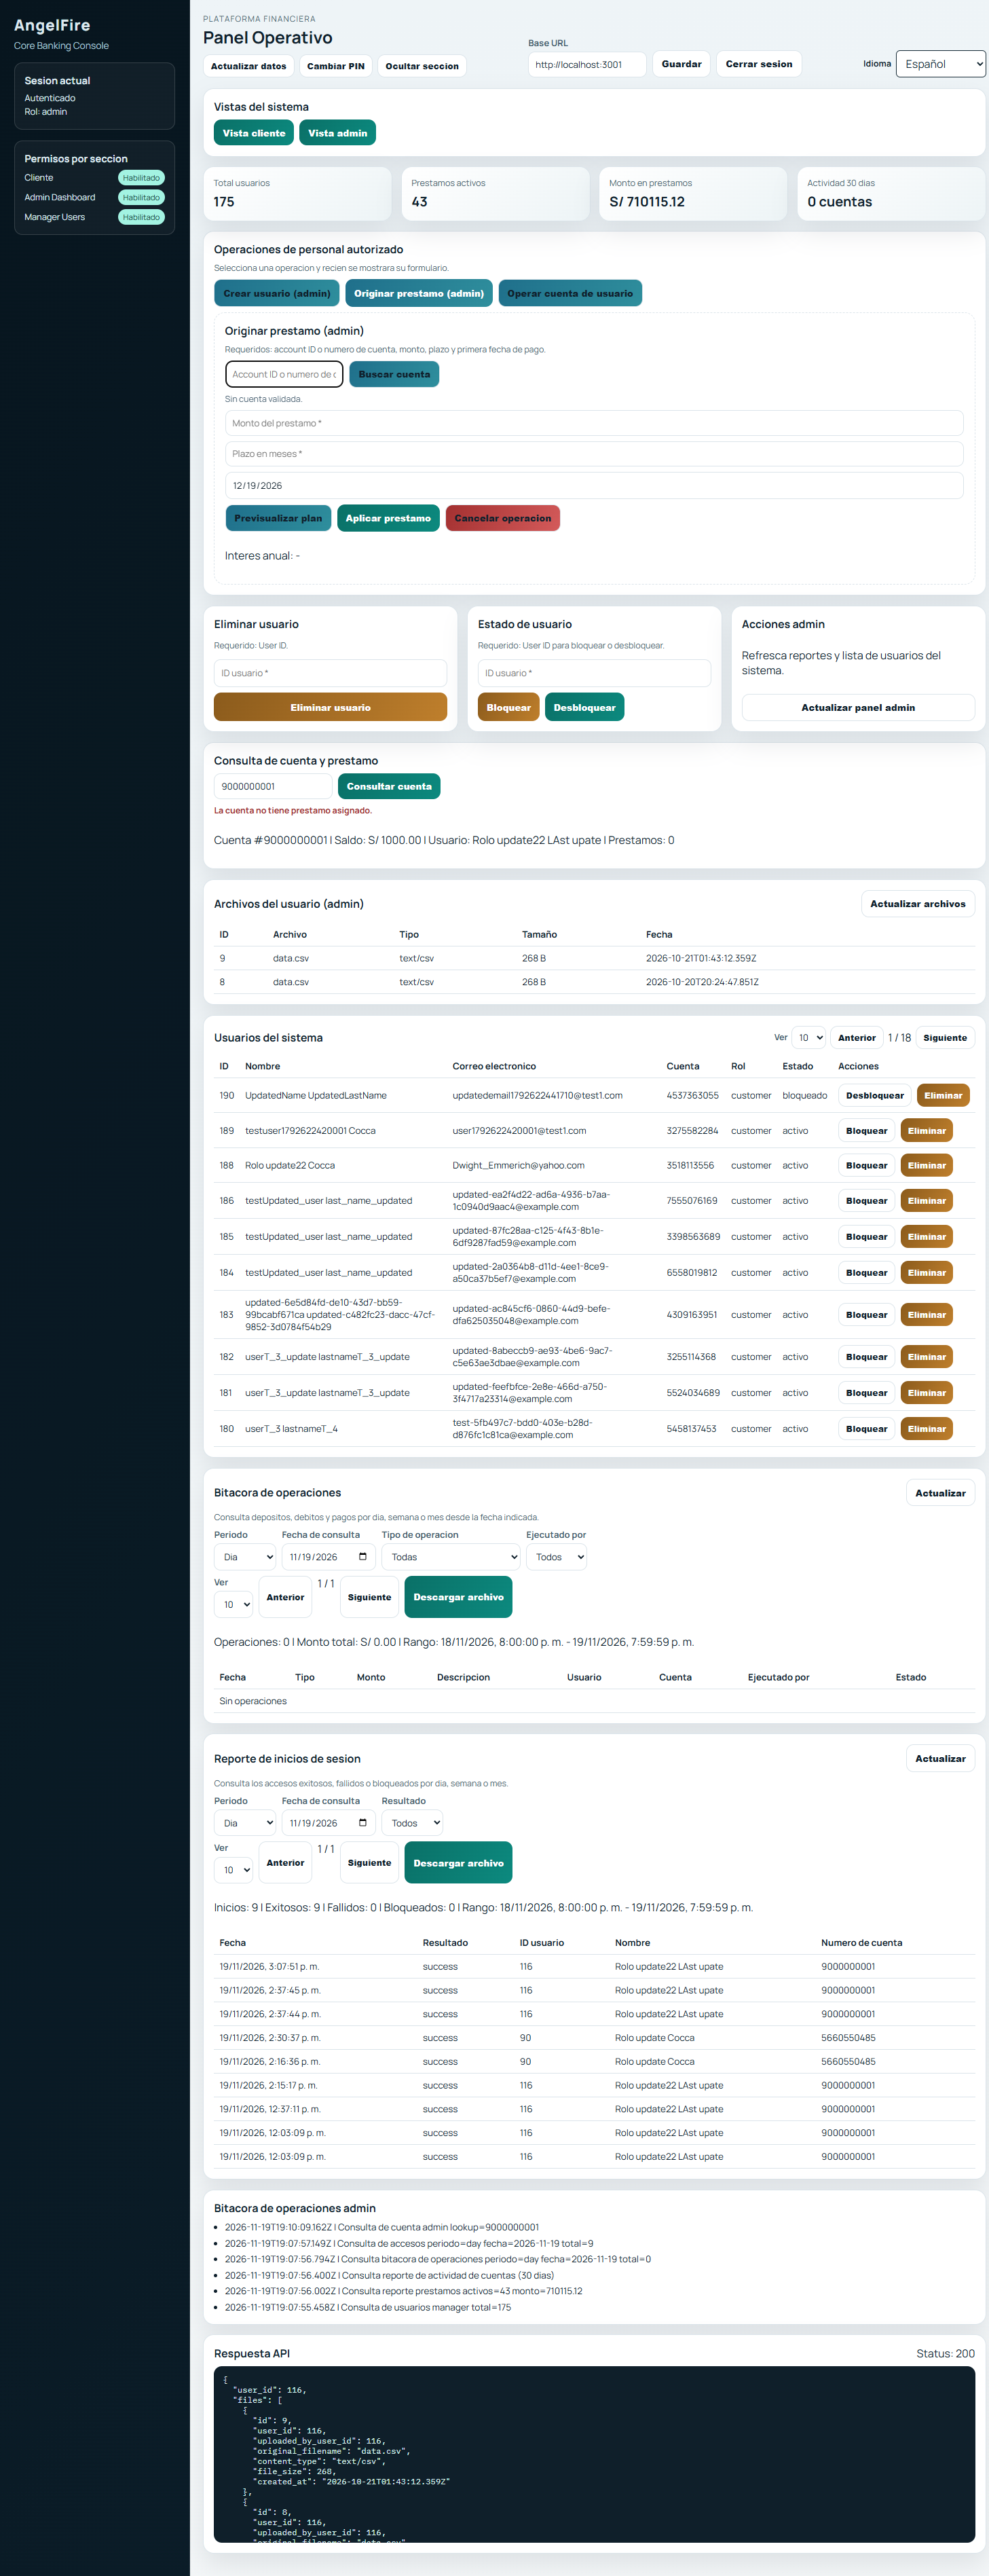 AngelFire
Core Banking Console
Sesion actual
Autenticado
Rol: admin
Permisos por seccion
Cliente Habilitado
Admin Dashboard Habilitado
Manager Users Habilitado
PLATAFORMA FINANCIERA
Panel Operativo
Actualizar datos Cambiar PIN Ocultar seccion
Base URL
http://localhost:3001 Guardar Cerrar sesion
Idioma Español
Vistas del sistema
Vista cliente Vista admin
Total usuarios
175
Prestamos activos
43
Monto en prestamos
S/ 710115.12
Actividad 30 dias
0 cuentas
Operaciones de personal autorizado
Selecciona una operacion y recien se mostrara su formulario.
Crear usuario (admin) Originar prestamo (admin) Operar cuenta de usuario
Originar prestamo (admin)
Requeridos: account ID o numero de cuenta, monto, plazo y primera fecha de pago.
Account ID o numero de c Buscar cuenta
Sin cuenta validada.
Monto del prestamo *
Plazo en meses *
12/19/2026
Previsualizar plan Aplicar prestamo Cancelar operacion
Interes anual: -
Eliminar usuario
Requerido: User ID.
ID usuario *
Eliminar usuario
Estado de usuario
Requerido: User ID para bloquear o desbloquear.
ID usuario *
Bloquear Desbloquear
Acciones admin
Refresca reportes y lista de usuarios del
sistema.
Actualizar panel admin
Consulta de cuenta y prestamo
9000000001 Consultar cuenta
La cuenta no tiene prestamo asignado.
Cuenta #9000000001 | Saldo: S/ 1000.00 | Usuario: Rolo update22 LAst upate | Prestamos: 0
Archivos del usuario (admin) Actualizar archivos
ID Archivo Tipo Tamaño Fecha
9 data.csv text/csv 268 B 2026-10-21T01:43:12.359Z
8 data.csv text/csv 268 B 2026-10-20T20:24:47.851Z
Usuarios del sistema Ver 10 Anterior 1 / 18 Siguiente
ID Nombre Correo electronico Cuenta Rol Estado Acciones
190 UpdatedName UpdatedLastName updatedemail1792622441710@test1.com 4537363055 customer bloqueado Desbloquear Eliminar
189 testuser1792622420001 Cocca user1792622420001@test1.com 3275582284 customer activo Bloquear Eliminar
188 Rolo update22 Cocca Dwight_Emmerich@yahoo.com 3518113556 customer activo Bloquear Eliminar
186 testUpdated_user last_name_updated updated-ea2f4d22-ad6a-4936-b7aa-
1c0940d9aac4@example.com 7555076169 customer activo Bloquear Eliminar
185 testUpdated_user last_name_updated updated-87fc28aa-c125-4f43-8b1e-
6df9287fad59@example.com 3398563689 customer activo Bloquear Eliminar
184 testUpdated_user last_name_updated updated-2a0364b8-d11d-4ee1-8ce9-
a50ca37b5ef7@example.com 6558019812 customer activo Bloquear Eliminar
183 updated-6e5d84fd-de10-43d7-bb59-
99bcabf671ca updated-c482fc23-dacc-47cf-
9852-3d0784f54b29 updated-ac845cf6-0860-44d9-befe-
dfa625035048@example.com 4309163951 customer activo Bloquear Eliminar
182 userT_3_update lastnameT_3_update updated-8abeccb9-ae93-4be6-9ac7-
c5e63ae3dbae@example.com 3255114368 customer activo Bloquear Eliminar
181 userT_3_update lastnameT_3_update updated-feefbfce-2e8e-466d-a750-
3f4717a23314@example.com 5524034689 customer activo Bloquear Eliminar
180 userT_3 lastnameT_4 test-5fb497c7-bdd0-403e-b28d-
d876fc1c81ca@example.com 5458137453 customer activo Bloquear Eliminar
Bitacora de operaciones Actualizar
Consulta depositos, debitos y pagos por dia, semana o mes desde la fecha indicada.
Periodo Fecha de consulta Tipo de operacion Ejecutado por
Dia 11/19/2026 Todas Todos
Ver
10 Anterior 1 / 1 Siguiente Descargar archivo
Operaciones: 0 | Monto total: S/ 0.00 | Rango: 18/11/2026, 8:00:00 p. m. - 19/11/2026, 7:59:59 p. m.
Fecha Tipo Monto Descripcion Usuario Cuenta Ejecutado por Estado
Sin operaciones
Reporte de inicios de sesion Actualizar
Consulta los accesos exitosos, fallidos o bloqueados por dia, semana o mes.
Periodo Fecha de consulta Resultado
Dia 11/19/2026 Todos
Ver
10 Anterior 1 / 1 Siguiente Descargar archivo
Inicios: 9 | Exitosos: 9 | Fallidos: 0 | Bloqueados: 0 | Rango: 18/11/2026, 8:00:00 p. m. - 19/11/2026, 7:59:59 p. m.
Fecha Resultado ID usuario Nombre Numero de cuenta
19/11/2026, 3:07:51 p. m. success 116 Rolo update22 LAst upate 9000000001
19/11/2026, 2:37:45 p. m. success 116 Rolo update22 LAst upate 9000000001
19/11/2026, 2:37:44 p. m. success 116 Rolo update22 LAst upate 9000000001
19/11/2026, 2:30:37 p. m. success 90 Rolo update Cocca 5660550485
19/11/2026, 2:16:36 p. m. success 90 Rolo update Cocca 5660550485
19/11/2026, 2:15:17 p. m. success 116 Rolo update22 LAst upate 9000000001
19/11/2026, 12:37:11 p. m. success 116 Rolo update22 LAst upate 9000000001
19/11/2026, 12:03:09 p. m. success 116 Rolo update22 LAst upate 9000000001
19/11/2026, 12:03:09 p. m. success 116 Rolo update22 LAst upate 9000000001
Bitacora de operaciones admin
2026-11-19T19:10:09.162Z | Consulta de cuenta admin lookup=9000000001
2026-11-19T19:07:57.149Z | Consulta de accesos periodo=day fecha=2026-11-19 total=9
2026-11-19T19:07:56.794Z | Consulta bitacora de operaciones periodo=day fecha=2026-11-19 total=0
2026-11-19T19:07:56.400Z | Consulta reporte de actividad de cuentas (30 dias)
2026-11-19T19:07:56.002Z | Consulta reporte prestamos activos=43 monto=710115.12
2026-11-19T19:07:55.458Z | Consulta de usuarios manager total=175
Respuesta API Status: 200
{
"user_id": 116,
"files": [
{
"id": 9,
"user_id": 116,
"uploaded_by_user_id": 116,
"original_filename": "data.csv",
"content_type": "text/csv",
"file_size": 268,
"created_at": "2026-10-21T01:43:12.359Z"
},
{
"id": 8,
"user_id": 116,
"uploaded_by_user_id": 116,
"original_filename": "data.csv"